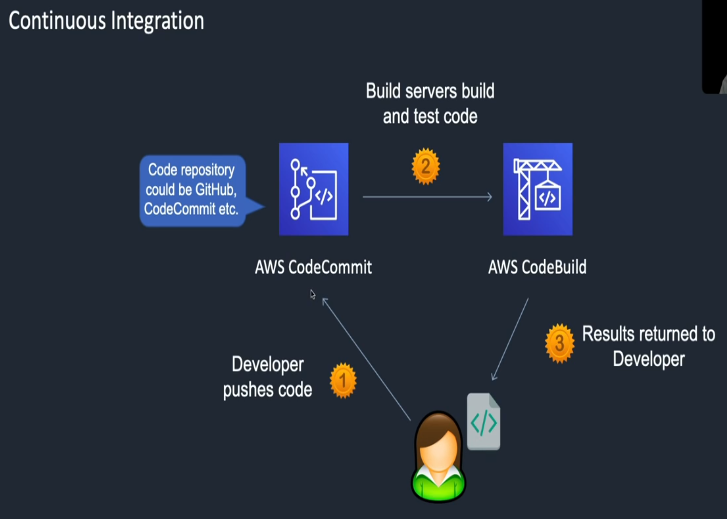 Continuous Integration
Build servers build
and test code
2
Code repository
could be GitHub,
CodeCommit etc.
</>
</>
AWS CodeCommit
AWS CodeBuild
3
Results returned to
Developer
Developer
pushes code
1
</>